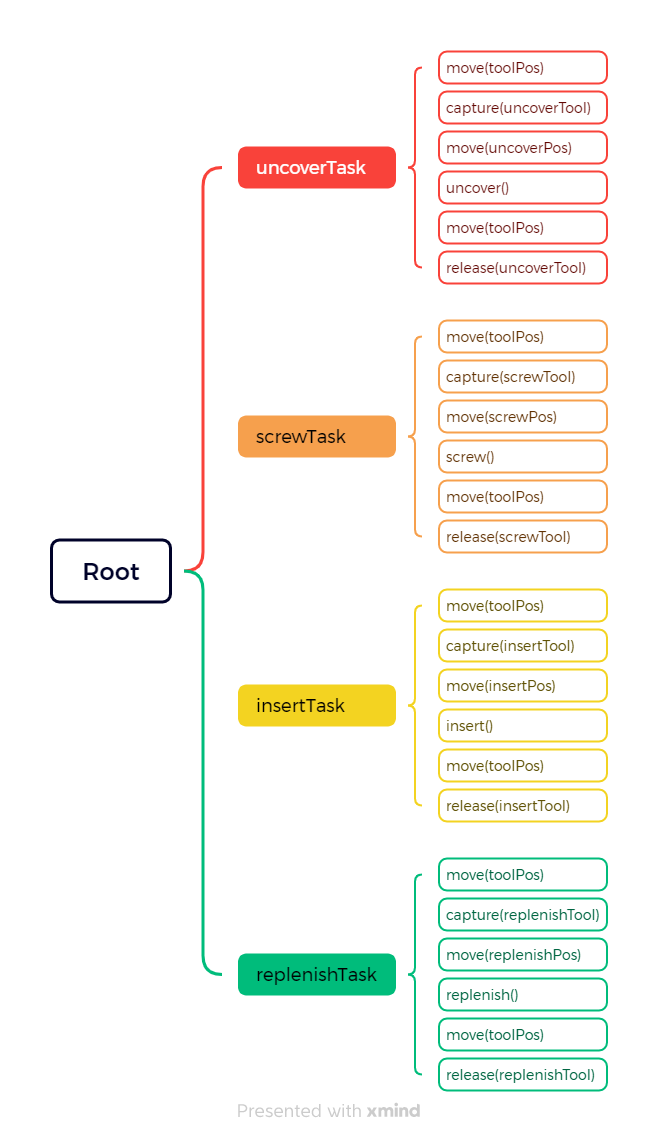 Root
uncoverTask
move(toolPos)
capture(uncoverTool)
move(uncoverPos)
uncover()
move(toolPos)
release(uncoverTool)
screwTask
move(toolPos)
capture(screwTool)
move(screwPos)
screw()
move(toolPos)
release(screwTool)
insertTask
move(toolPos)
capture(insertTool)
move(insertPos)
insert()
move(toolPos)
release(insertTool)
replenishTask
move(toolPos)
capture(replenishTool)
move(replenishPos)
replenish()
move(toolPos)
release(replenishTool)
Presented with xmind